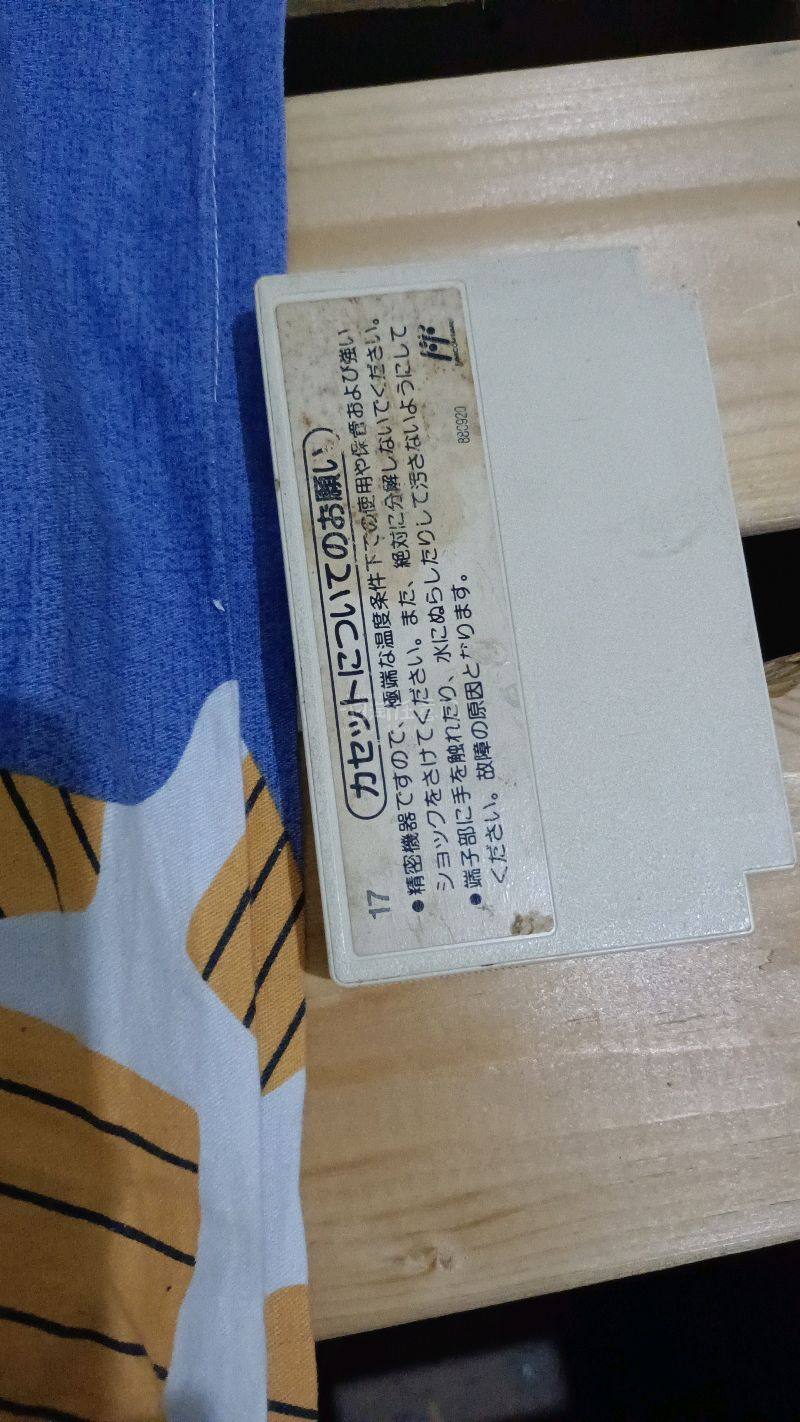 17
カセットについてのお願い
●精密機器ですので、極端な温度条件下での使用や保管および強い
ショックをさけてください。また、絶対に分解しないでください。
●端子部に手を触れたり、水にぬらしたりして汚さないようにして
ください。故障の原因となります。